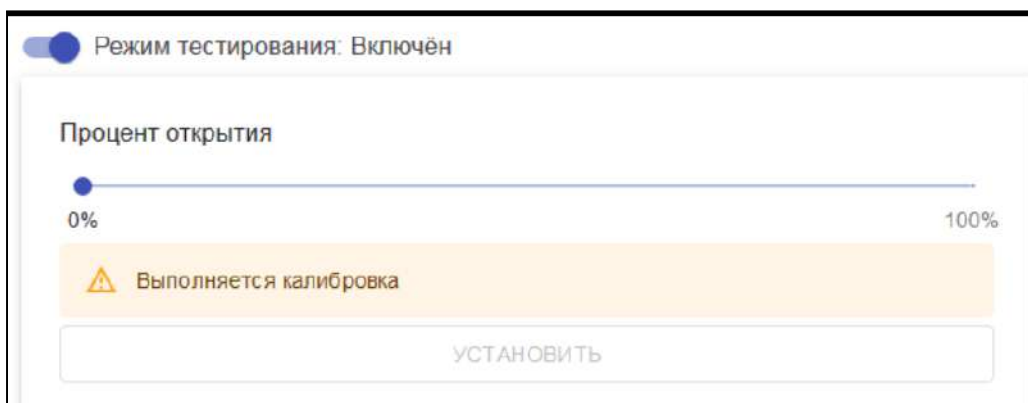 Режим тестирования: Включён
Процент открытия
0% 100%
Выполняется калибровка
УСТАНОВИТЬ